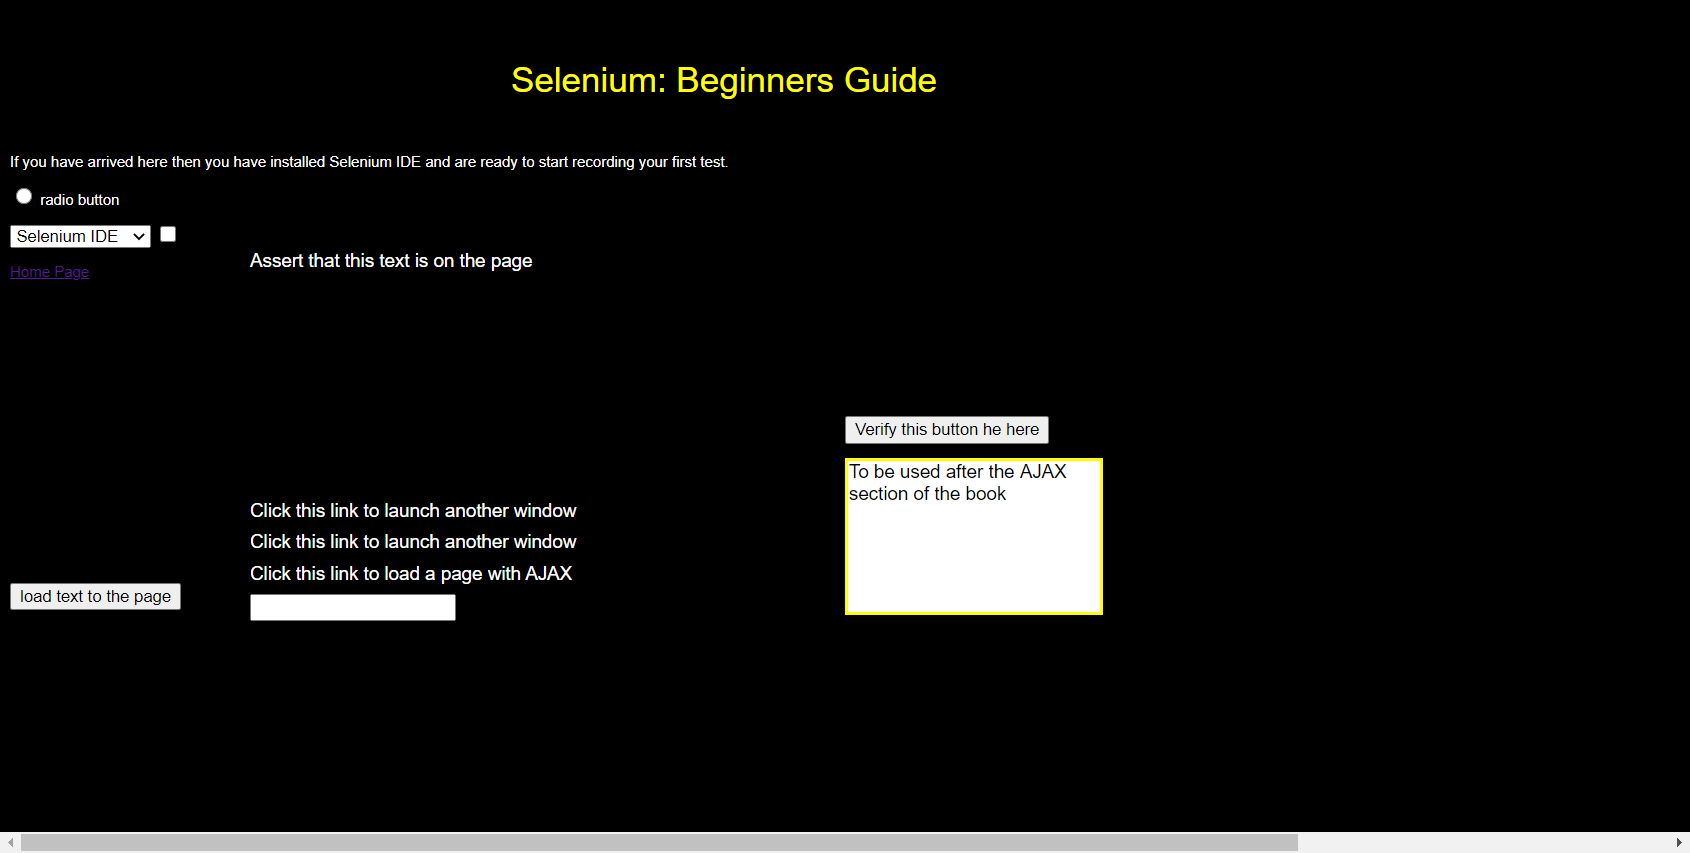 Selenium: Beginners Guide
If you have arrived here then you have installed Selenium IDE and are ready to start recording your first test.
radio button
Selenium IDE
Assert that this text is on the page
Home Page
Verify this button he here
To be used after the AJAX
section of the book
Click this link to launch another window
Click this link to launch another window
Click this link to load a page with AJAX
load text to the page